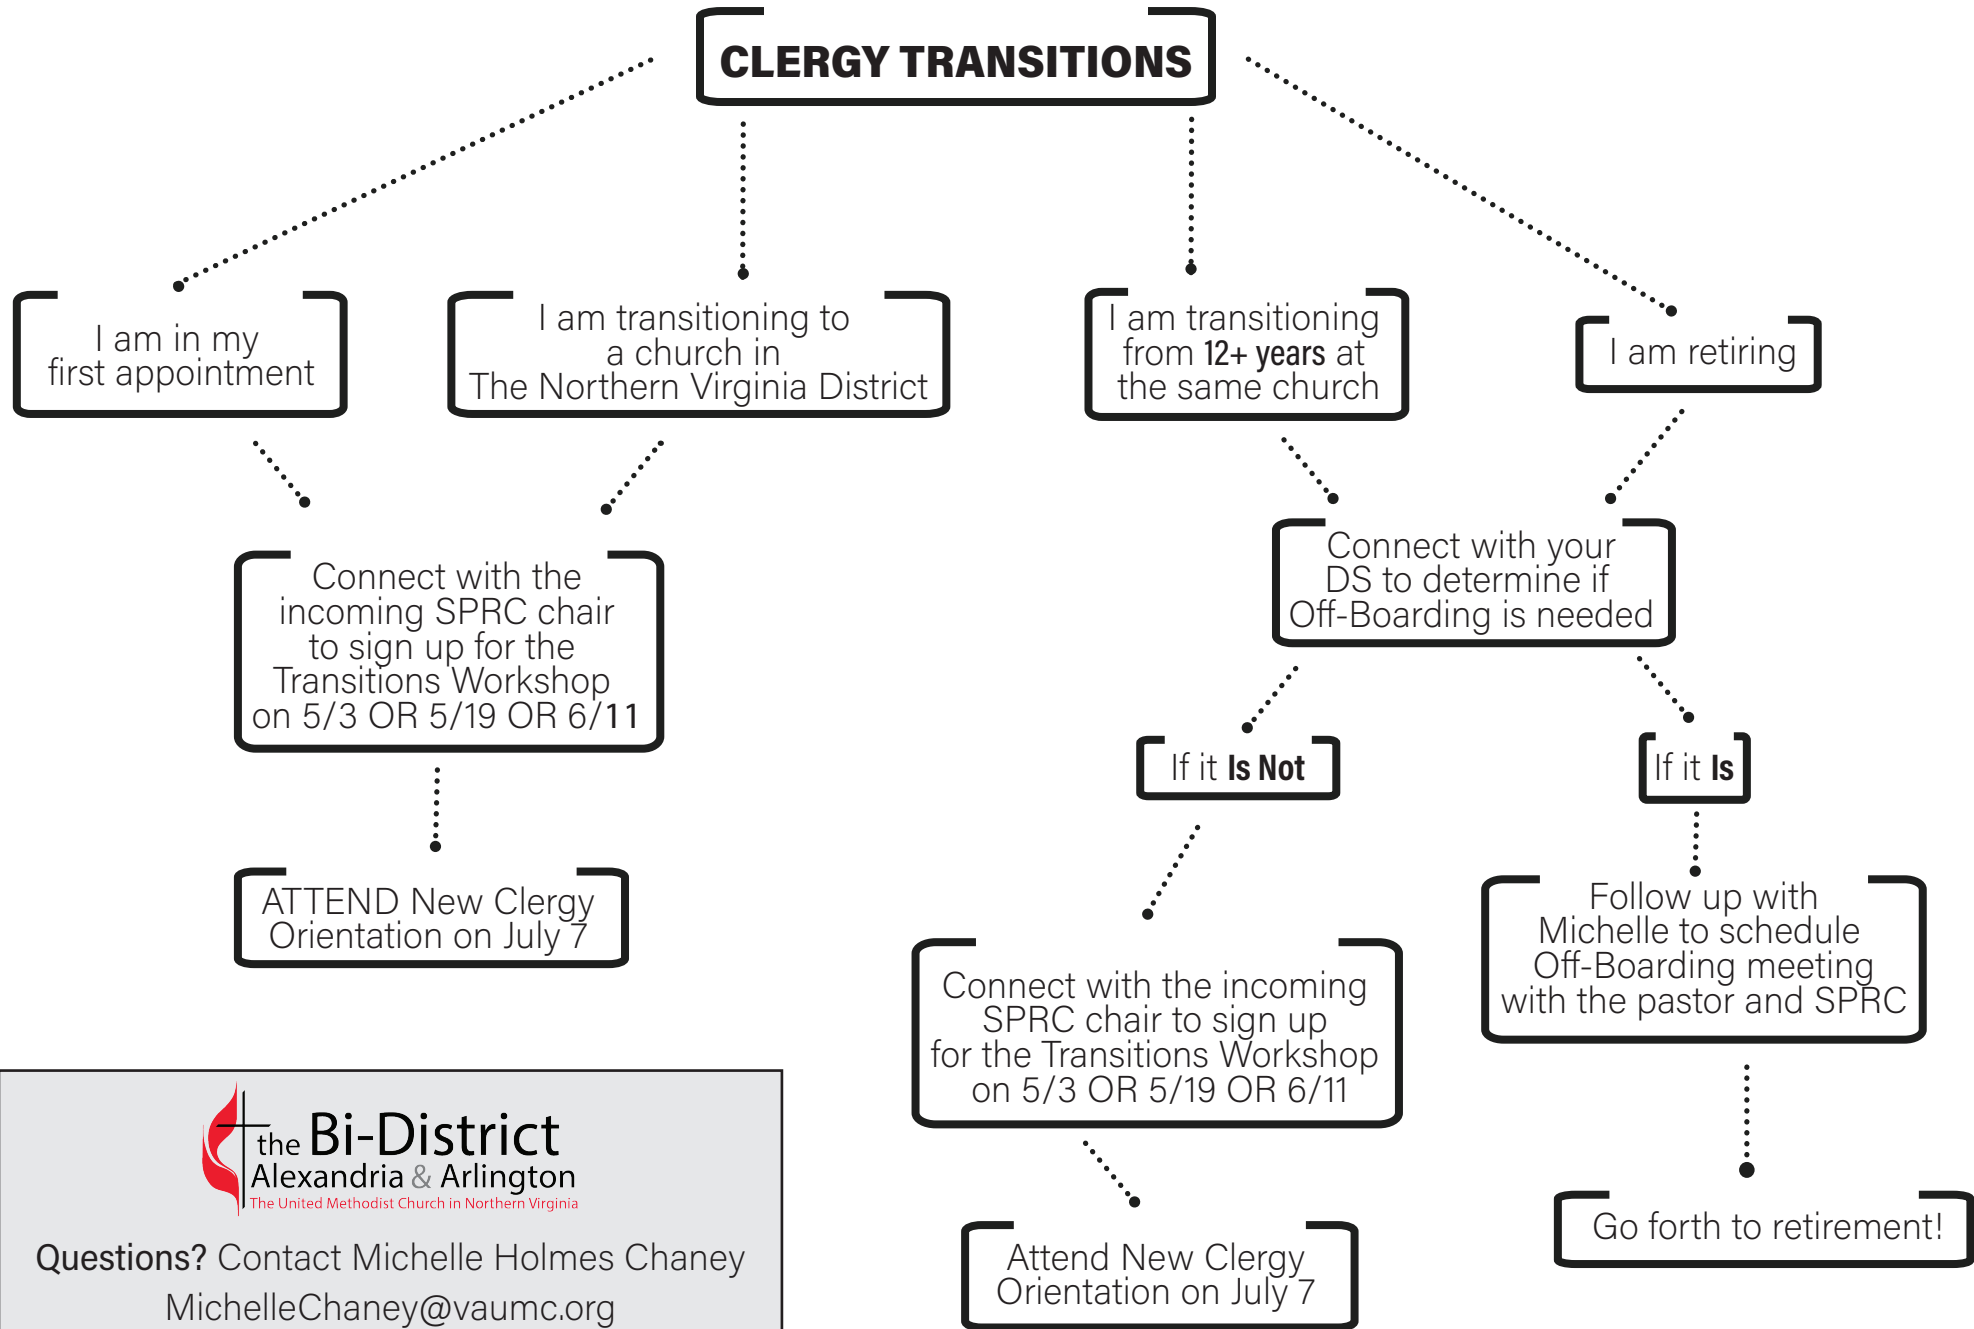 CLERGY TRANSITIONS
I am in my
first appointment
I am transitioning to
a church in
The Northern Virginia District
I am transitioning
from 12+ years at
the same church
I am retiring
Connect with the
incoming SPRC chair
to sign up for the
Transitions Workshop
on 5/3 OR 5/19 OR 6/11
Connect with your
DS to determine if
Off-Boarding is needed
If it Is Not
If it Is
ATTEND New Clergy
Orientation on July 7
Connect with the incoming
SPRC chair to sign up
for the Transitions Workshop
on 5/3 OR 5/19 OR 6/11
Follow up with
Michelle to schedule
Off-Boarding meeting
with the pastor and SPRC
Attend New Clergy
Orientation on July 7
Go forth to retirement!
the Bi-District
Alexandria & Arlington
The United Methodist Church in Northern Virginia
Questions? Contact Michelle Holmes Chaney
MichelleChaney@vaumc.org